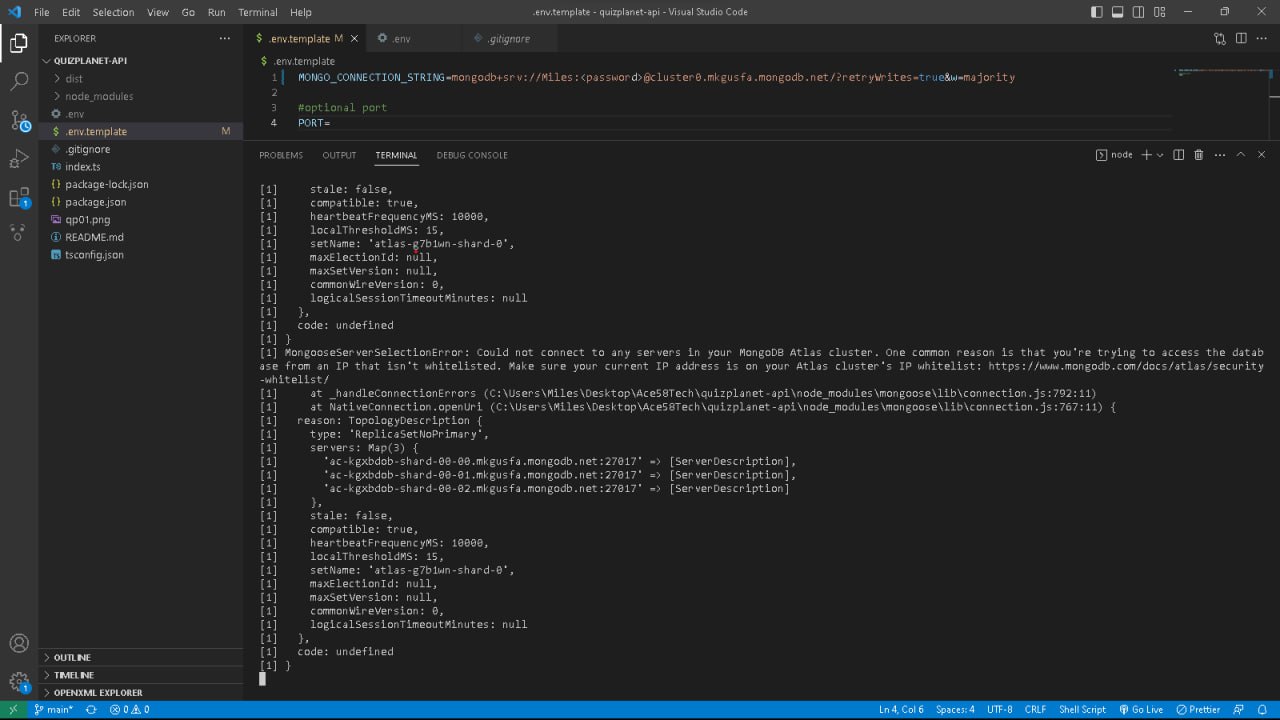 File Edit Selection View Go Run Terminal Help
.env.template - quizplanet-api - Visual Studio Code
EXPLORER
QUIZPLANET-API
dist
node_modules
.env
.env.template M
.gitignore
index.ts
package-lock.json
package.json
qp01.png
README.md
tsconfig.json
OUTLINE
TIMELINE
OPENXML EXPLORER
.env.template M
.env
.gitignore
.env.template
1 MONGO_CONNECTION_STRING=mongodb+srv://Miles:<password>@cluster0.mkgusfa.mongodb.net/?retryWrites=true&w=majority
2
3 #optional port
4 PORT=
PROBLEMS OUTPUT TERMINAL DEBUG CONSOLE
node
[1] stale: false,
[1] compatible: true,
[1] heartbeatFrequencyMS: 10000,
[1] localThresholdMS: 15,
[1] setName: 'atlas-g7b1wn-shard-0',
[1] maxElectionId: null,
[1] maxSetVersion: null,
[1] commonWireVersion: 0,
[1] logicalSessionTimeoutMinutes: null
[1] },
[1] code: undefined
[1] }
[1] MongooseServerSelectionError: Could not connect to any servers in your MongoDB Atlas cluster. One common reason is that you're trying to access the datab
ase from an IP that isn't whitelisted. Make sure your current IP address is on your Atlas cluster's IP whitelist: https://www.mongodb.com/docs/atlas/security
-whitelist/
[1] at _handleConnectionErrors (C:\Users\Miles\Desktop\Ace58Tech\quizplanet-api\node_modules\mongoose\lib\connection.js:792:11)
[1] at NativeConnection.openUri (C:\Users\Miles\Desktop\Ace58Tech\quizplanet-api\node_modules\mongoose\lib\connection.js:767:11) {
[1] reason: TopologyDescription {
[1] type: 'ReplicaSetNoPrimary',
[1] servers: Map(3) {
[1] 'ac-kgxbdob-shard-00-00.mkgusfa.mongodb.net:27017' => [ServerDescription],
[1] 'ac-kgxbdob-shard-00-01.mkgusfa.mongodb.net:27017' => [ServerDescription],
[1] 'ac-kgxbdob-shard-00-02.mkgusfa.mongodb.net:27017' => [ServerDescription]
[1] },
[1] stale: false,
[1] compatible: true,
[1] heartbeatFrequencyMS: 10000,
[1] localThresholdMS: 15,
[1] setName: 'atlas-g7b1wn-shard-0',
[1] maxElectionId: null,
[1] maxSetVersion: null,
[1] commonWireVersion: 0,
[1] logicalSessionTimeoutMinutes: null
[1] },
[1] code: undefined
[1] }
main* 0 0
Ln 4, Col 6 Spaces: 4 UTF-8 CRLF Shell Script Go Live Prettier